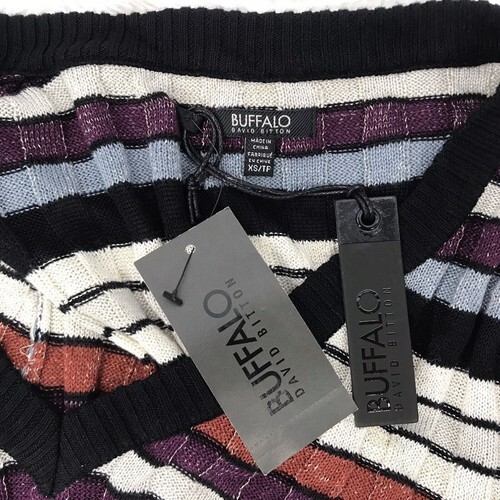 BUFFALO
DAVID BITTON
MADE IN
CHINA
FABRIQUÉ
EN CHINE
XS/TP
BUFFALO
DAVID BITTON
BUFFALO
DAVID BITTON